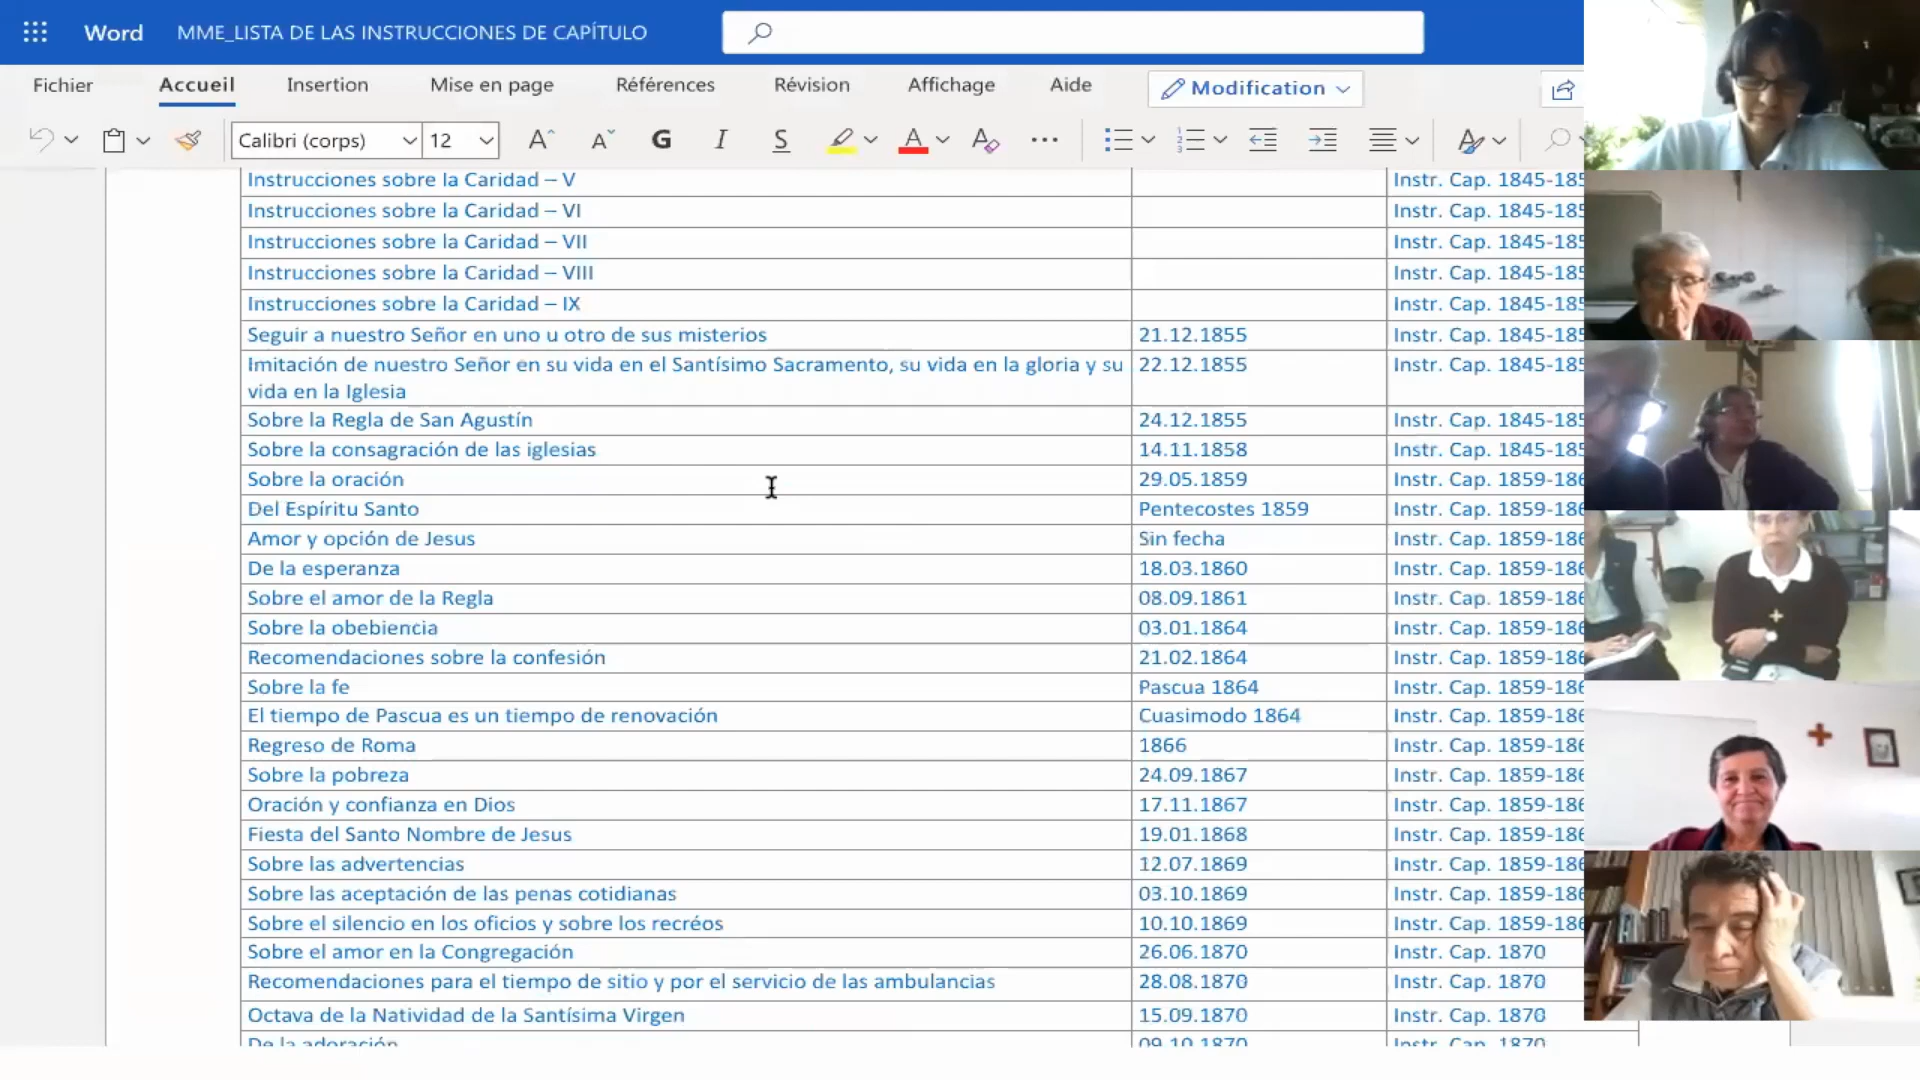 Word MME_LISTA DE LAS INSTRUCCIONES DE CAPÍTULO
Fichier Accueil Insertion Mise en page Références Révision Affichage Aide Modification
Calibri (corps) 12 G I S
Instrucciones sobre la Caridad – V Instr. Cap. 1845-185
Instrucciones sobre la Caridad – VI Instr. Cap. 1845-185
Instrucciones sobre la Caridad – VII Instr. Cap. 1845-185
Instrucciones sobre la Caridad – VIII Instr. Cap. 1845-185
Instrucciones sobre la Caridad – IX Instr. Cap. 1845-185
Seguir a nuestro Señor en uno u otro de sus misterios 21.12.1855 Instr. Cap. 1845-185
Imitación de nuestro Señor en su vida en el Santísimo Sacramento, su vida en la gloria y su 22.12.1855 Instr. Cap. 1845-185
vida en la Iglesia
Sobre la Regla de San Agustín 24.12.1855 Instr. Cap. 1845-185
Sobre la consagración de las iglesias 14.11.1858 Instr. Cap. 1845-185
Sobre la oración 29.05.1859 Instr. Cap. 1859-186
Del Espíritu Santo Pentecostes 1859 Instr. Cap. 1859-186
Amor y opción de Jesus Sin fecha Instr. Cap. 1859-186
De la esperanza 18.03.1860 Instr. Cap. 1859-186
Sobre el amor de la Regla 08.09.1861 Instr. Cap. 1859-186
Sobre la obebiencia 03.01.1864 Instr. Cap. 1859-186
Recomendaciones sobre la confesión 21.02.1864 Instr. Cap. 1859-186
Sobre la fe Pascua 1864 Instr. Cap. 1859-186
El tiempo de Pascua es un tiempo de renovación Cuasimodo 1864 Instr. Cap. 1859-186
Regreso de Roma 1866 Instr. Cap. 1859-186
Sobre la pobreza 24.09.1867 Instr. Cap. 1859-186
Oración y confianza en Dios 17.11.1867 Instr. Cap. 1859-186
Fiesta del Santo Nombre de Jesus 19.01.1868 Instr. Cap. 1859-186
Sobre las advertencias 12.07.1869 Instr. Cap. 1859-186
Sobre las aceptación de las penas cotidianas 03.10.1869 Instr. Cap. 1859-186
Sobre el silencio en los oficios y sobre los recréos 10.10.1869 Instr. Cap. 1859-186
Sobre el amor en la Congregación 26.06.1870 Instr. Cap. 1870
Recomendaciones para el tiempo de sitio y por el servicio de las ambulancias 28.08.1870 Instr. Cap. 1870
Octava de la Natividad de la Santísima Virgen 15.09.1870 Instr. Cap. 1870
De la adoración 09.10.1870 Instr. Cap. 1870